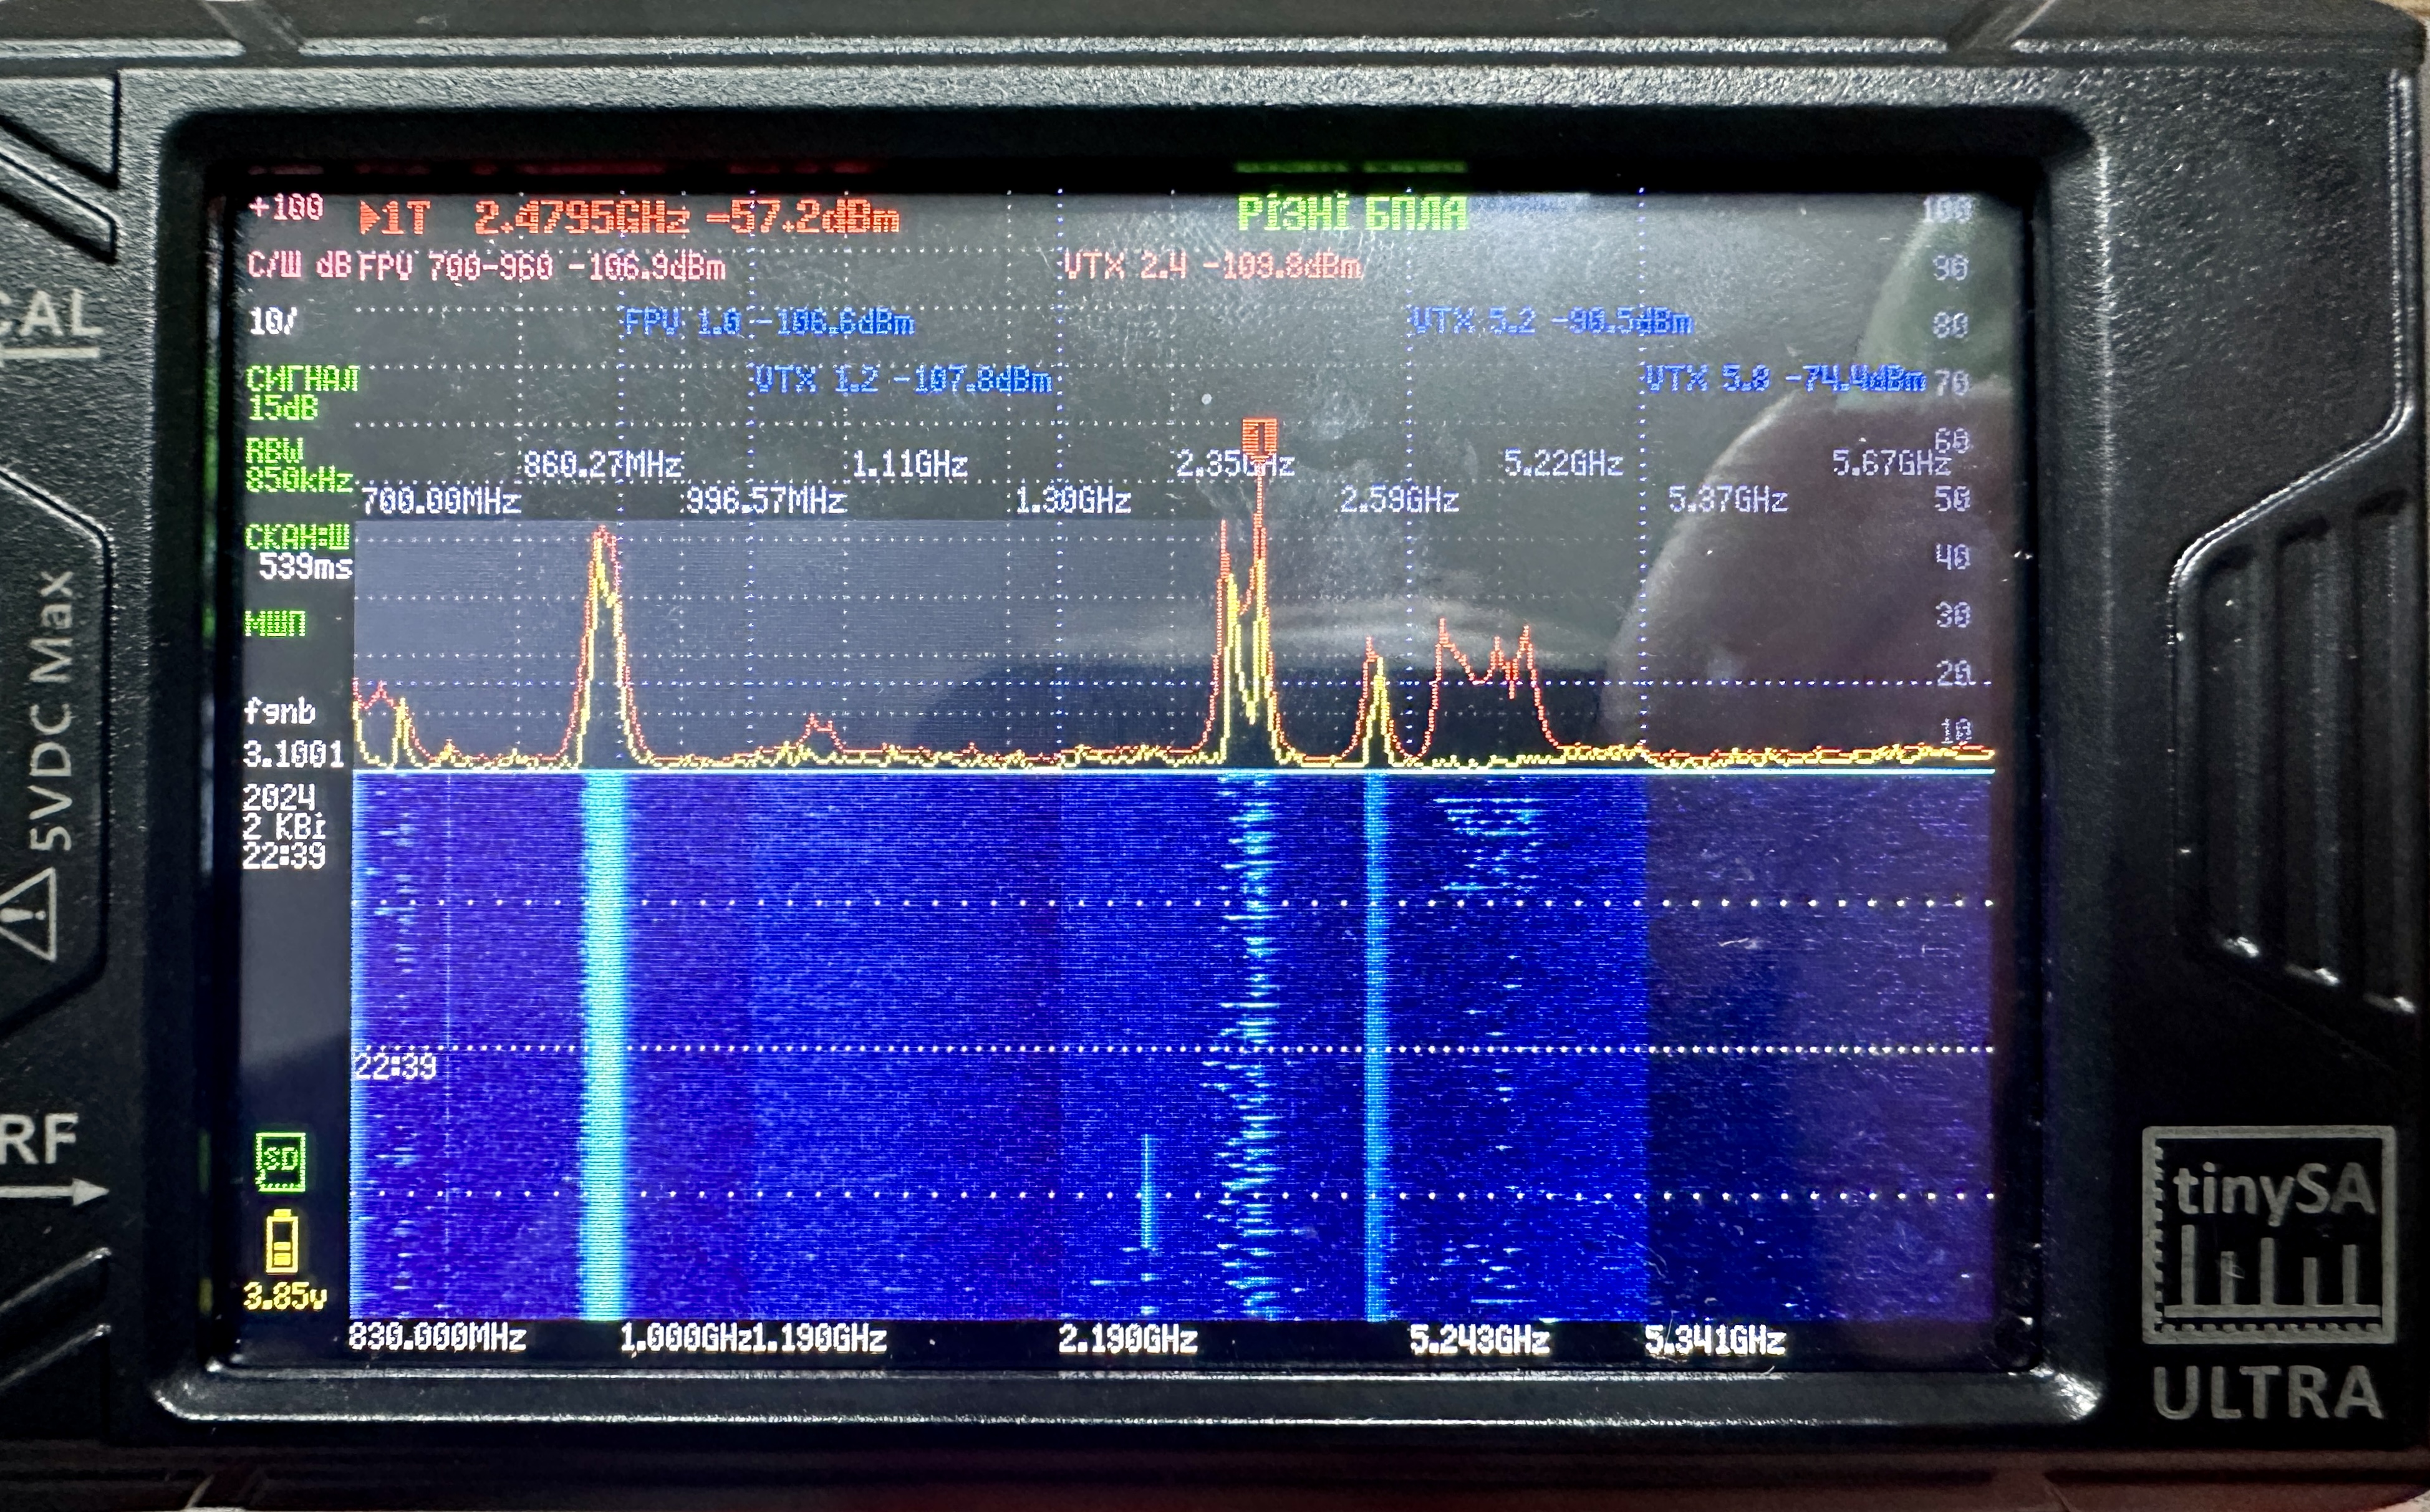 +100 1T 2.4795GHz -57.2dBm РІЗНІ БПЛА 100
С/Ш dB FPV 700-960 -106.9dBm VTX 2.4 -109.8dBm 90
10/ FPV 1.0 -106.6dBm VTX 5.2 -90.5dBm 80
СИГНАЛ VTX 1.2 -107.8dBm VTX 5.8 -74.4dBm 70
15dB
RBW 860.27MHz 1.11GHz 2.35GHz 5.22GHz 5.67GHz 60
850kHz 700.00MHz 996.57MHz 1.30GHz 2.59GHz 5.37GHz 50
СКАН:Ш 40
539ms
МШП 30
20
fgnb 10
3.1001
2024
2 КВі
22:39
22:39
SD
3.85v
830.000MHz 1.000GHz 1.190GHz 2.190GHz 5.243GHz 5.341GHz
CAL
5VDC Max
RF
tinySA
ULTRA
1